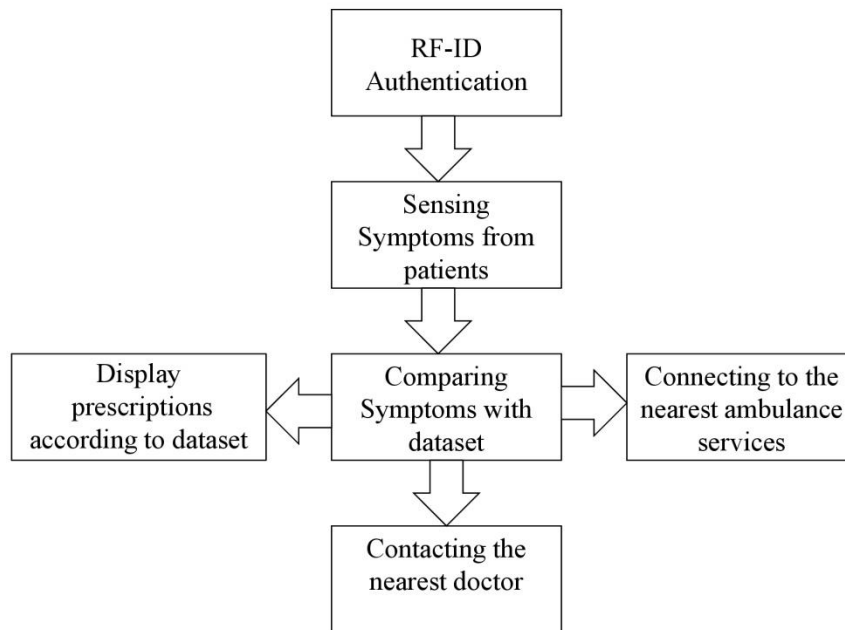 RF-ID
Authentication
Sensing
Symptoms from
patients
Display
prescriptions
according to dataset
Comparing
Symptoms with
dataset
Connecting to the
nearest ambulance
services
Contacting the
nearest doctor